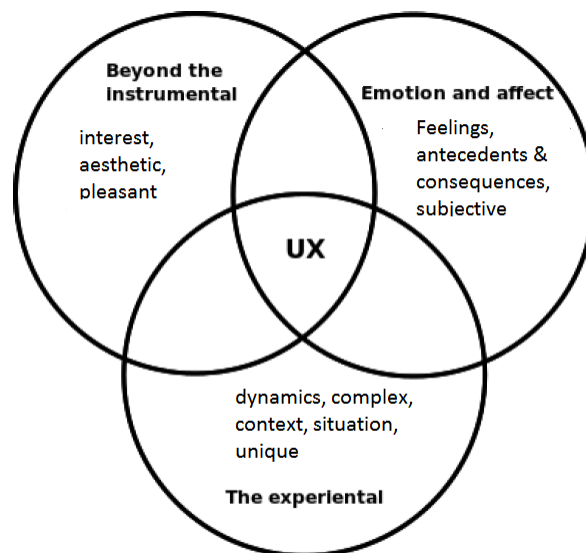 Beyond the
instrumental
interest,
aesthetic,
pleasant
Emotion and affect
Feelings,
antecedents &
consequences,
subjective
UX
dynamics, complex,
context, situation,
unique
The experiental